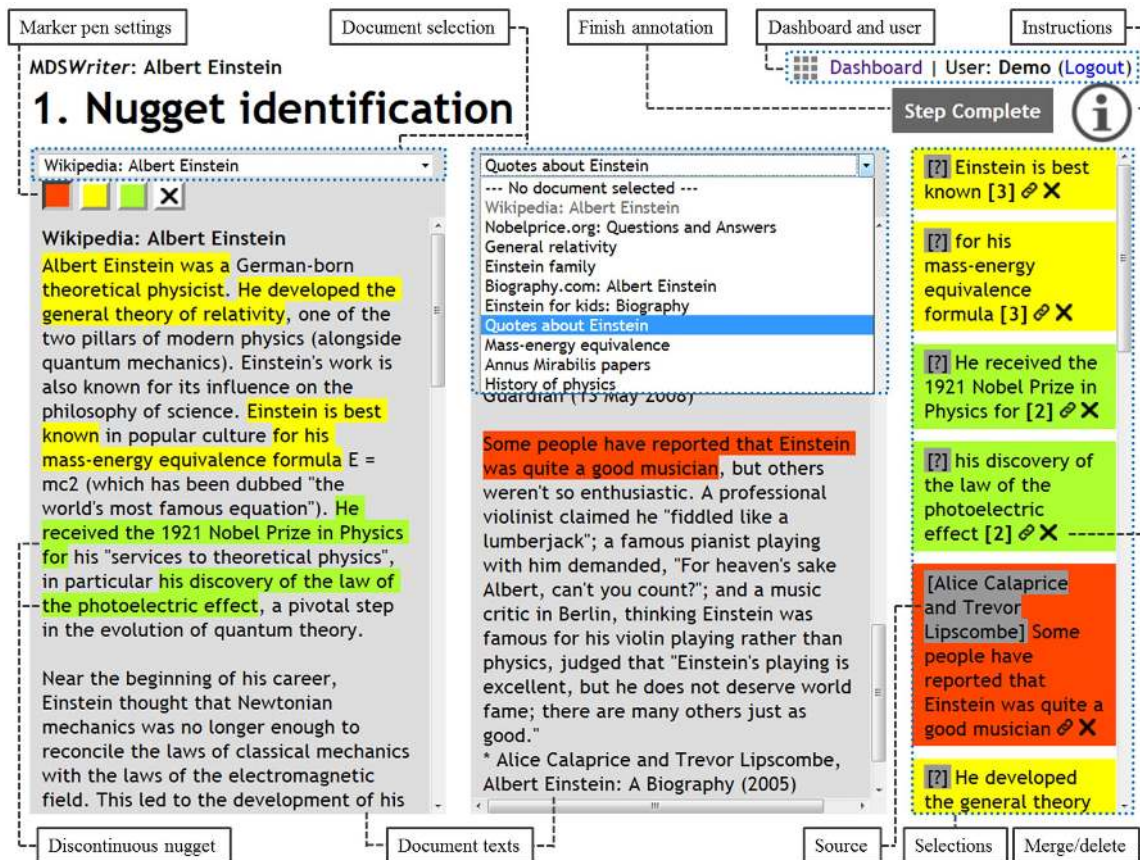 Marker pen settings
Document selection
Finish annotation
Dashboard and user
Instructions
MDSWriter: Albert Einstein
Dashboard | User: Demo (Logout)
1. Nugget identification
Step Complete
i
Wikipedia: Albert Einstein
Wikipedia: Albert Einstein
Albert Einstein was a German-born
theoretical physicist. He developed the
general theory of relativity, one of the
two pillars of modern physics (alongside
quantum mechanics). Einstein's work is
also known for its influence on the
philosophy of science. Einstein is best
known in popular culture for his
mass-energy equivalence formula E =
mc2 (which has been dubbed "the
world's most famous equation"). He
received the 1921 Nobel Prize in Physics
for his "services to theoretical physics",
in particular his discovery of the law of
the photoelectric effect, a pivotal step
in the evolution of quantum theory.
Near the beginning of his career,
Einstein thought that Newtonian
mechanics was no longer enough to
reconcile the laws of classical mechanics
with the laws of the electromagnetic
field. This led to the development of his
Quotes about Einstein
--- No document selected ---
Wikipedia: Albert Einstein
Nobelprice.org: Questions and Answers
General relativity
Einstein family
Biography.com: Albert Einstein
Einstein for kids: Biography
Quotes about Einstein
Mass-energy equivalence
Annus Mirabilis papers
History of physics
Guardian (13 May 2008)
Some people have reported that Einstein
was quite a good musician, but others
weren't so enthusiastic. A professional
violinist claimed he "fiddled like a
lumberjack"; a famous pianist playing
with him demanded, "For heaven's sake
Albert, can't you count?"; and a music
critic in Berlin, thinking Einstein was
famous for his violin playing rather than
physics, judged that "Einstein's playing is
excellent, but he does not deserve world
fame; there are many others just as
good."
* Alice Calaprice and Trevor Lipscombe,
Albert Einstein: A Biography (2005)
[?] Einstein is best
known [3]
[?] for his
mass-energy
equivalence
formula [3]
[?] He received the
1921 Nobel Prize in
Physics for [2]
[?] his discovery of
the law of the
photoelectric
effect [2]
[Alice Calaprice
and Trevor
Lipscombe] Some
people have
reported that
Einstein was quite a
good musician
[?] He developed
the general theory
Discontinuous nugget
Document texts
Source
Selections
Merge/delete